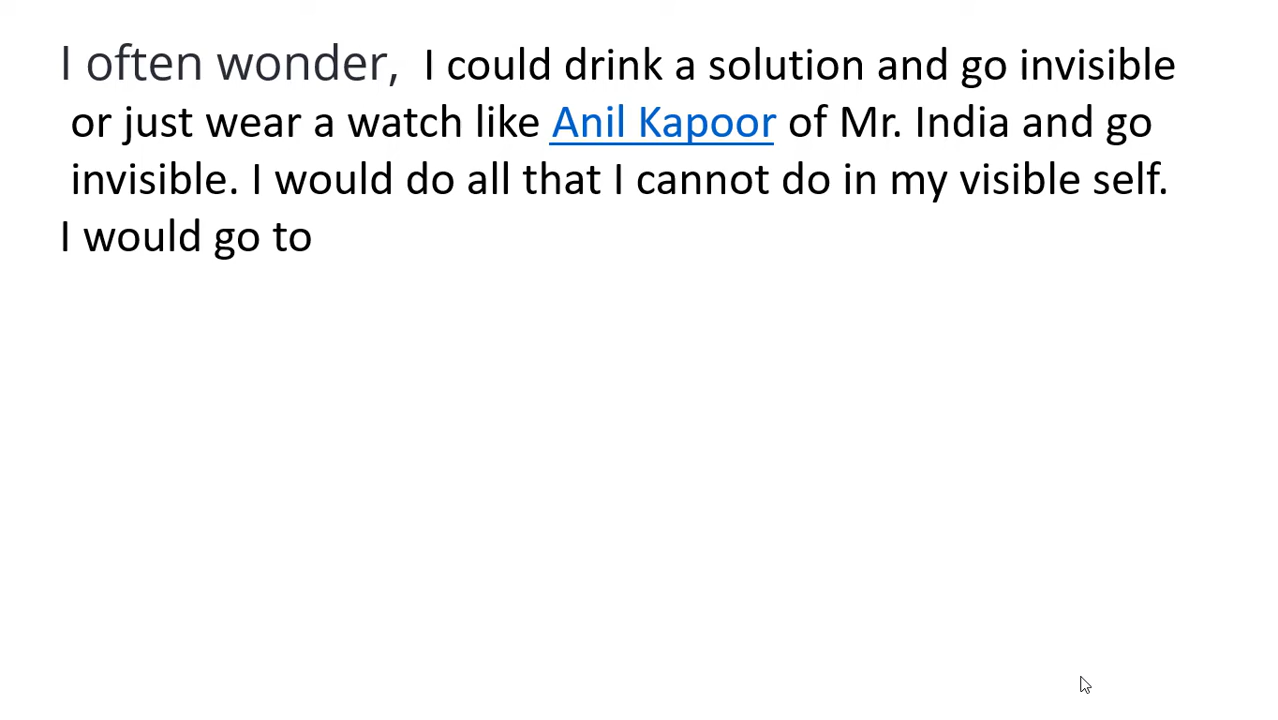 I often wonder, I could drink a solution and go invisible
or just wear a watch like Anil Kapoor of Mr. India and go
invisible. I would do all that I cannot do in my visible self.
I would go to